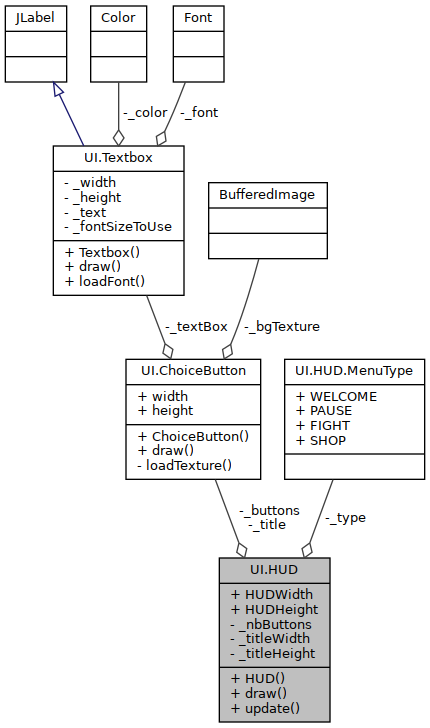 JLabel
Color
Font
-_color
-_font
UI.Textbox
- _width
- _height
- _text
- _fontSizeToUse
+ Textbox()
+ draw()
+ loadFont()
BufferedImage
-_textBox
-_bgTexture
UI.ChoiceButton
+ width
+ height
+ ChoiceButton()
+ draw()
- loadTexture()
UI.HUD.MenuType
+ WELCOME
+ PAUSE
+ FIGHT
+ SHOP
-_buttons
-_title
-_type
UI.HUD
+ HUDWidth
+ HUDHeight
- _nbButtons
- _titleWidth
- _titleHeight
+ HUD()
+ draw()
+ update()